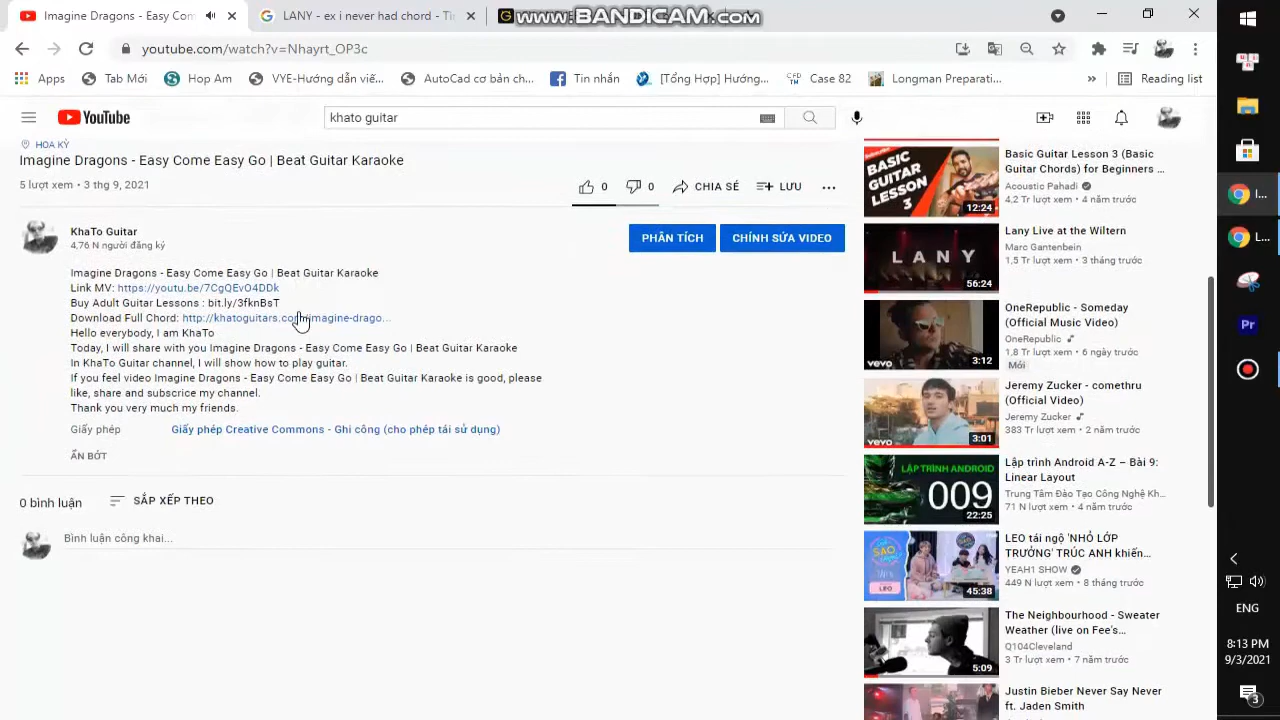 Imagine Dragons - Easy Com
LANY - ex i never had chord - T
www.BANDICAM.com
youtube.com/watch?v=Nhayrt_OP3c
Apps
Tab Mới
Hop Am
VYE-Hướng dẫn viế...
AutoCad cơ bản ch...
Tin nhắn
[Tổng Hợp] Hướng...
Case 82
Longman Preparati...
»
Reading list
YouTube
khato guitar
HOA KỲ
Imagine Dragons - Easy Come Easy Go | Beat Guitar Karaoke
5 lượt xem • 3 thg 9, 2021
0
0
CHIA SẺ
LƯU
KhaTo Guitar
4,76 N người đăng ký
PHÂN TÍCH
CHỈNH SỬA VIDEO
Imagine Dragons - Easy Come Easy Go | Beat Guitar Karaoke
Link MV: https://youtu.be/7CgQEvO4DDk
Buy Adult Guitar Lessons : bit.ly/3fknBsT
Download Full Chord: http://khatoguitars.com/imagine-drago...
Hello everybody, I am KhaTo
Today, I will share with you Imagine Dragons - Easy Come Easy Go | Beat Guitar Karaoke
In KhaTo Guitar channel, I will show how to play guitar.
If you feel video Imagine Dragons - Easy Come Easy Go | Beat Guitar Karaoke is good, please
like, share and subscrice my channel.
Thank you very much my friends.
Giấy phép
Giấy phép Creative Commons - Ghi công (cho phép tái sử dụng)
ẨN BỚT
0 bình luận
SẮP XẾP THEO
Bình luận công khai...
BASIC GUITAR LESSON 3
12:24
Basic Guitar Lesson 3 (Basic
Guitar Chords) for Beginners ...
Acoustic Pahadi
4,2 Tr lượt xem • 4 năm trước
LANY
56:24
Lany Live at the Wiltern
Marc Gantenbein
1,5 Tr lượt xem • 3 tháng trước
vevo
3:12
OneRepublic - Someday
(Official Music Video)
OneRepublic
1,8 Tr lượt xem • 6 ngày trước
Mới
vevo
3:01
Jeremy Zucker - comethru
(Official Video)
Jeremy Zucker
383 Tr lượt xem • 2 năm trước
LẬP TRÌNH ANDROID
009
22:25
Lập trình Android A-Z – Bài 9:
Linear Layout
Trung Tâm Đào Tạo Công Nghệ Kh...
71 N lượt xem • 4 năm trước
SAO
LEO
45:38
LEO tái ngộ 'NHỎ LỚP
TRƯỞNG' TRÚC ANH khiến...
YEAH1 SHOW
449 N lượt xem • 8 tháng trước
5:09
The Neighbourhood - Sweater
Weather (live on Fee's...
Q104Cleveland
3 Tr lượt xem • 7 năm trước
Justin Bieber Never Say Never
ft. Jaden Smith
I...
L...
Pr
ENG
8:13 PM
9/3/2021
3